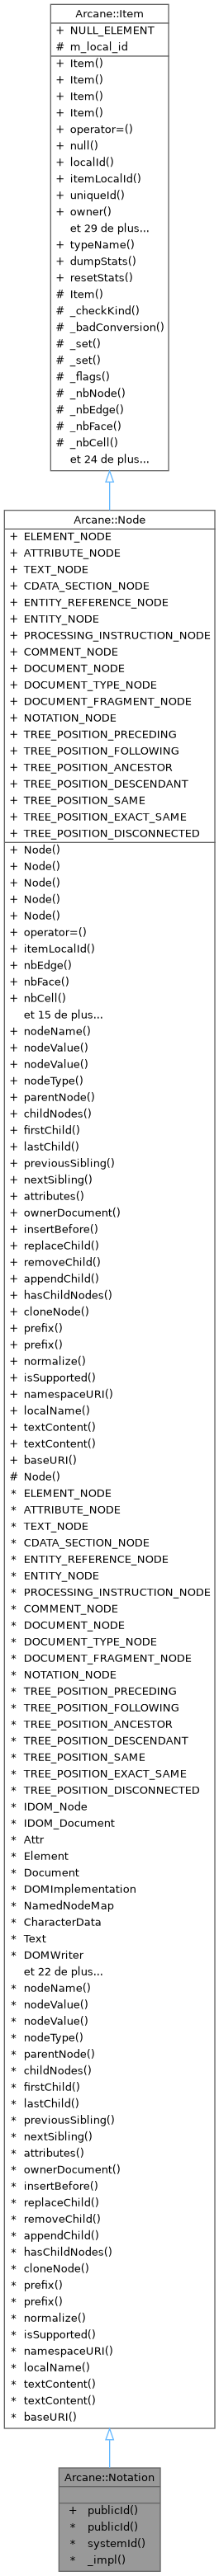 Arcane::Item
+ NULL_ELEMENT
# m_local_id
+ Item()
+ Item()
+ Item()
+ Item()
+ operator=()
+ null()
+ localId()
+ itemLocalId()
+ uniqueId()
+ owner()
et 29 de plus...
+ typeName()
+ dumpStats()
+ resetStats()
# Item()
# _checkKind()
# _badConversion()
# _set()
# _set()
# _flags()
# _nbNode()
# _nbEdge()
# _nbFace()
# _nbCell()
et 24 de plus...
Arcane::Node
+ ELEMENT_NODE
+ ATTRIBUTE_NODE
+ TEXT_NODE
+ CDATA_SECTION_NODE
+ ENTITY_REFERENCE_NODE
+ ENTITY_NODE
+ PROCESSING_INSTRUCTION_NODE
+ COMMENT_NODE
+ DOCUMENT_NODE
+ DOCUMENT_TYPE_NODE
+ DOCUMENT_FRAGMENT_NODE
+ NOTATION_NODE
+ TREE_POSITION_PRECEDING
+ TREE_POSITION_FOLLOWING
+ TREE_POSITION_ANCESTOR
+ TREE_POSITION_DESCENDANT
+ TREE_POSITION_SAME
+ TREE_POSITION_EXACT_SAME
+ TREE_POSITION_DISCONNECTED
+ Node()
+ Node()
+ Node()
+ Node()
+ Node()
+ operator=()
+ itemLocalId()
+ nbEdge()
+ nbFace()
+ nbCell()
et 15 de plus...
+ nodeName()
+ nodeValue()
+ nodeValue()
+ nodeType()
+ parentNode()
+ childNodes()
+ firstChild()
+ lastChild()
+ previousSibling()
+ nextSibling()
+ attributes()
+ ownerDocument()
+ insertBefore()
+ replaceChild()
+ removeChild()
+ appendChild()
+ hasChildNodes()
+ cloneNode()
+ prefix()
+ prefix()
+ normalize()
+ isSupported()
+ namespaceURI()
+ localName()
+ textContent()
+ textContent()
+ baseURI()
# Node()
* ELEMENT_NODE
* ATTRIBUTE_NODE
* TEXT_NODE
* CDATA_SECTION_NODE
* ENTITY_REFERENCE_NODE
* ENTITY_NODE
* PROCESSING_INSTRUCTION_NODE
* COMMENT_NODE
* DOCUMENT_NODE
* DOCUMENT_TYPE_NODE
* DOCUMENT_FRAGMENT_NODE
* NOTATION_NODE
* TREE_POSITION_PRECEDING
* TREE_POSITION_FOLLOWING
* TREE_POSITION_ANCESTOR
* TREE_POSITION_DESCENDANT
* TREE_POSITION_SAME
* TREE_POSITION_EXACT_SAME
* TREE_POSITION_DISCONNECTED
* IDOM_Node
* IDOM_Document
* Attr
* Element
* Document
* DOMImplementation
* NamedNodeMap
* CharacterData
* Text
* DOMWriter
et 22 de plus...
* nodeName()
* nodeValue()
* nodeValue()
* nodeType()
* parentNode()
* childNodes()
* firstChild()
* lastChild()
* previousSibling()
* nextSibling()
* attributes()
* ownerDocument()
* insertBefore()
* replaceChild()
* removeChild()
* appendChild()
* hasChildNodes()
* cloneNode()
* prefix()
* prefix()
* normalize()
* isSupported()
* namespaceURI()
* localName()
* textContent()
* textContent()
* baseURI()
Arcane::Notation
+ publicId()
* publicId()
* systemId()
* _impl()